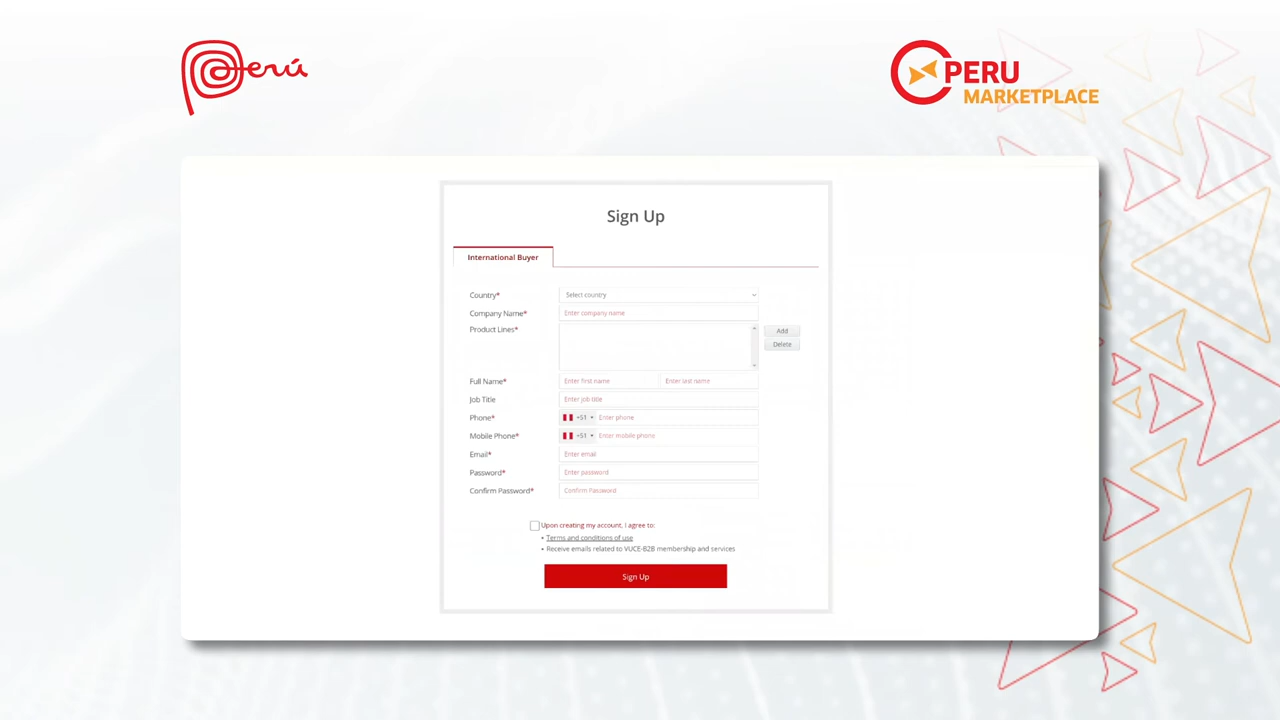 Perú
PERU
MARKETPLACE
Sign Up
International Buyer
Country* Select country
Company Name* Enter company name
Product Lines* Add
Delete
Full Name* Enter first name Enter last name
Job Title Enter job title
Phone* +51 Enter phone
Mobile Phone* +51 Enter mobile phone
Email* Enter email
Password* Enter password
Confirm Password* Confirm Password
Upon creating my account, I agree to:
• Terms and conditions of use
• Receive emails related to VUCE-B2B membership and services
Sign Up